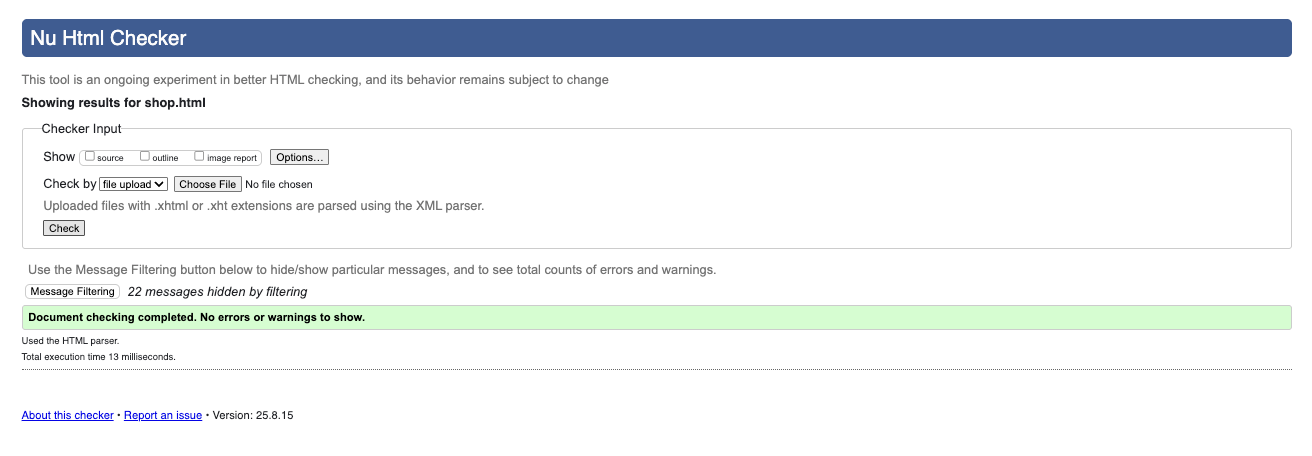 Nu Html Checker
This tool is an ongoing experiment in better HTML checking, and its behavior remains subject to change
Showing results for shop.html
Checker Input
Show source outline image report Options...
Check by file upload Choose File No file chosen
Uploaded files with .xhtml or .xht extensions are parsed using the XML parser.
Check
Use the Message Filtering button below to hide/show particular messages, and to see total counts of errors and warnings.
Message Filtering 22 messages hidden by filtering
Document checking completed. No errors or warnings to show.
Used the HTML parser.
Total execution time 13 milliseconds.
About this checker • Report an issue • Version: 25.8.15